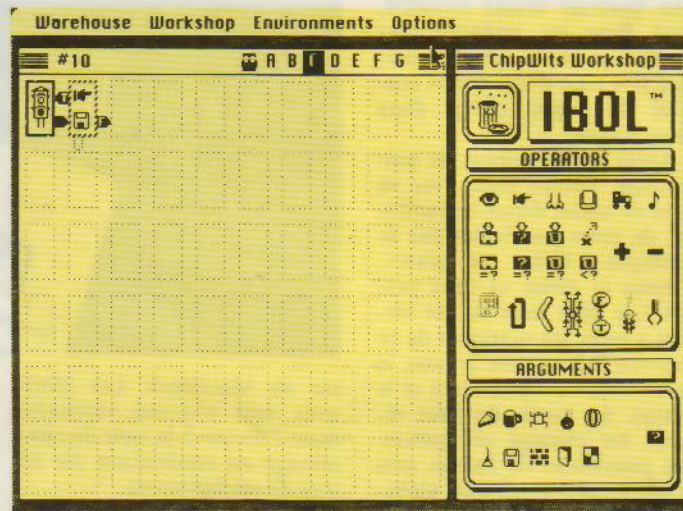 Warehouse Workshop Environments Options
#10
A B C D E F G
ChipWits Workshop
IBOL™
OPERATORS
=? =? =? <?
F
T
ARGUMENTS
?